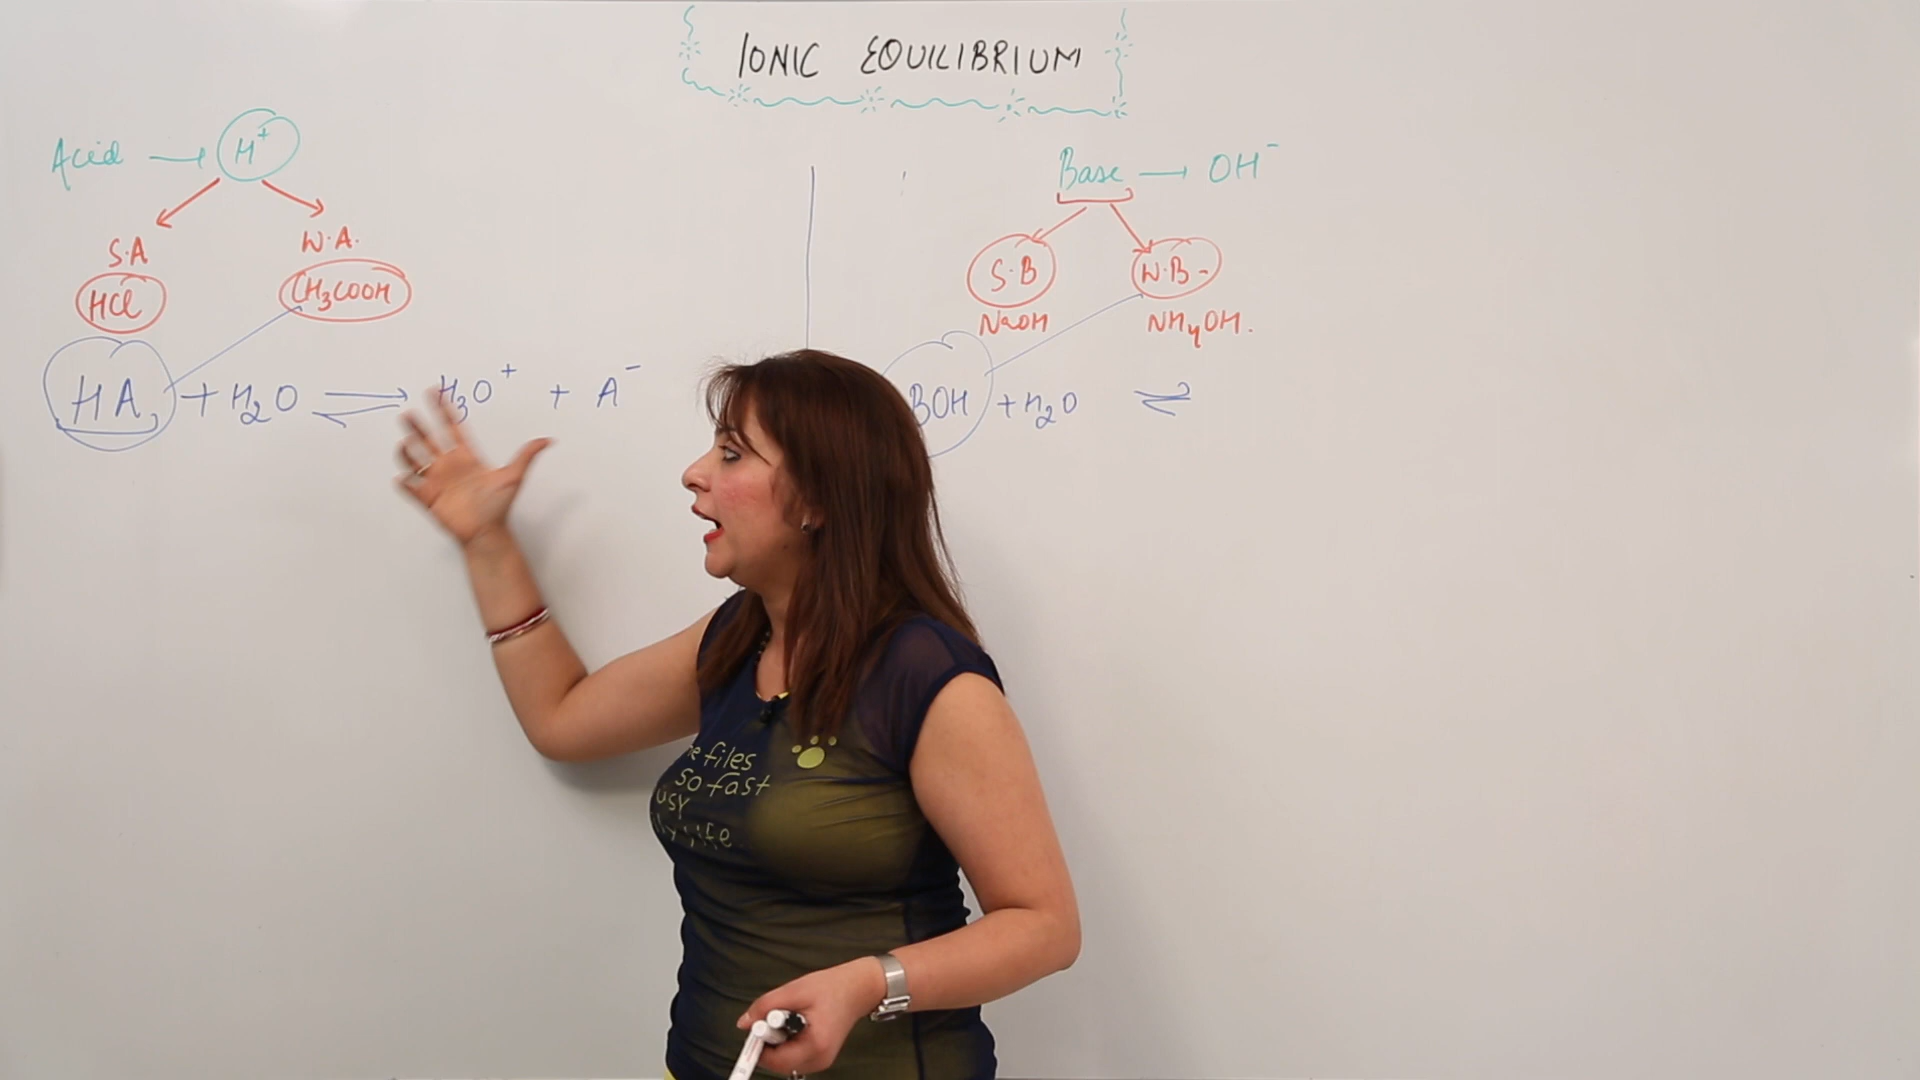 IONIC EQUILIBRIUM
Acid → H⁺
S.A
W.A.
HCl
CH₃COOH
HA + H₂O ⇌ H₃O⁺ + A⁻
Base → OH⁻
S.B
W.B-
NaOH
NH₄OH.
BOH + H₂O ⇌
files
so fast